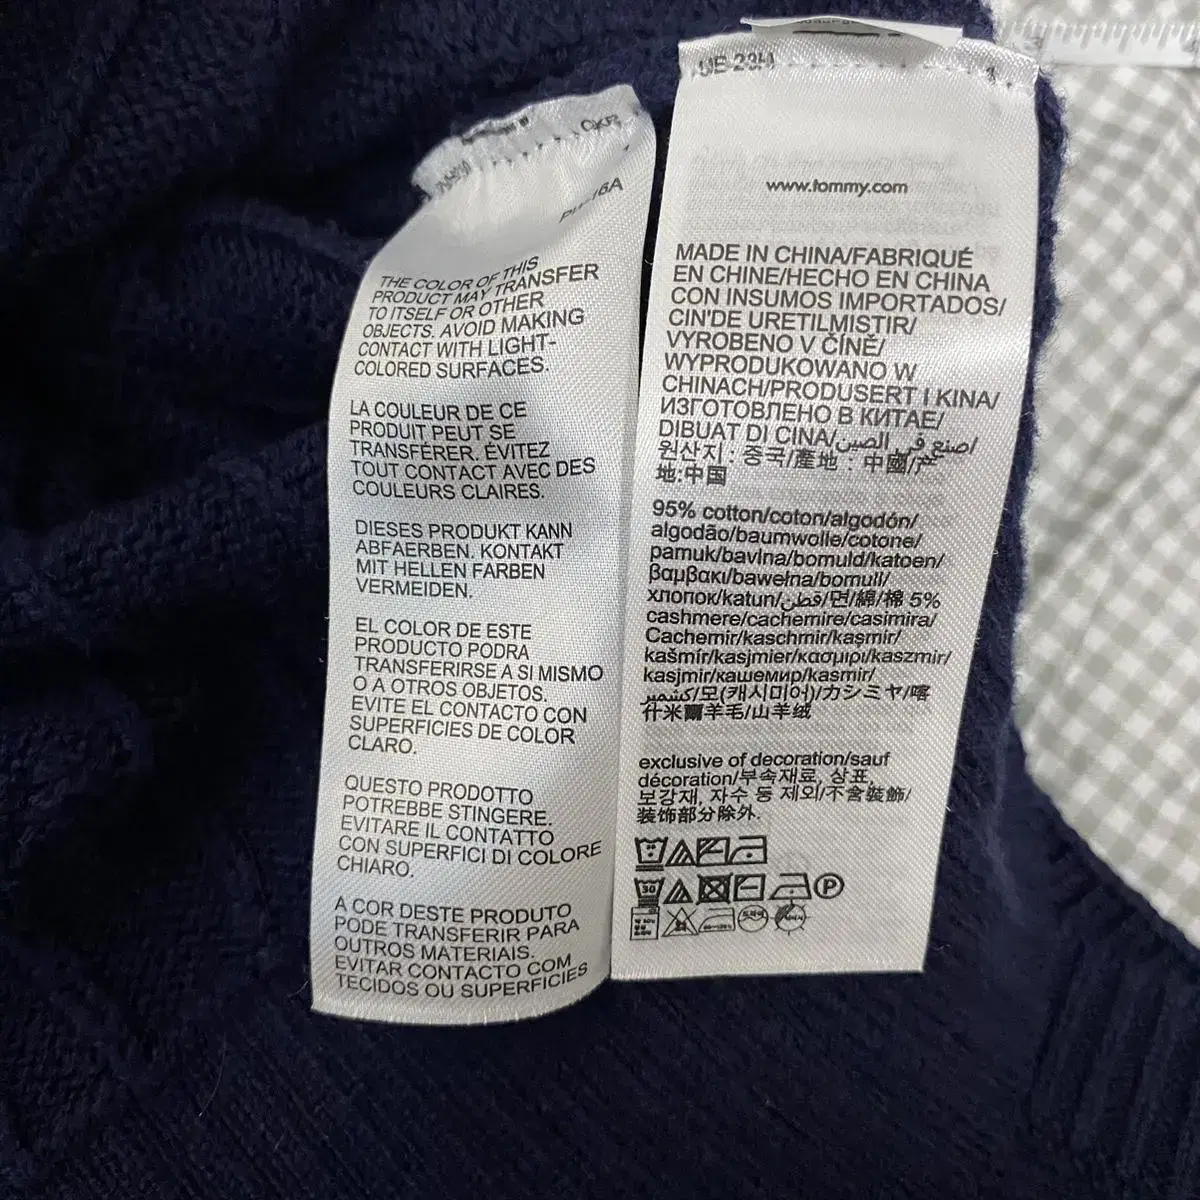 PU-16A
THE COLOR OF THIS
PRODUCT MAY TRANSFER
TO ITSELF OR OTHER
OBJECTS. AVOID MAKING
CONTACT WITH LIGHT-
COLORED SURFACES.
LA COULEUR DE CE
PRODUIT PEUT SE
TRANSFÉRER. ÉVITEZ
TOUT CONTACT AVEC DES
COULEURS CLAIRES.
DIESES PRODUKT KANN
ABFAERBEN. KONTAKT
MIT HELLEN FARBEN
VERMEIDEN.
EL COLOR DE ESTE
PRODUCTO PODRA
TRANSFERIRSE A SI MISMO
O A OTROS OBJETOS.
EVITE EL CONTACTO CON
SUPERFICIES DE COLOR
CLARO.
QUESTO PRODOTTO
POTREBBE STINGERE.
EVITARE IL CONTATTO
CON SUPERFICI DI COLORE
CHIARO.
A COR DESTE PRODUTO
PODE TRANSFERIR PARA
OUTROS MATERIAIS.
EVITAR CONTACTO COM
TECIDOS OU SUPERFICIES
www.tommy.com
MADE IN CHINA/FABRIQUÉ
EN CHINE/HECHO EN CHINA
CON INSUMOS IMPORTADOS/
CIN'DE URETILMISTIR/
VYROBENO V ČÍNĚ/
WYPRODUKOWANO W
CHINACH/PRODUSERT I KINA/
ИЗГОТОВЛЕНО В КИТАЕ/
DIBUAT DI CINA/اصنع في الصين/
원산지 : 중국/產地 : 中國/产
地:中国
95% cotton/coton/algodón/
algodão/baumwolle/cotone/
pamuk/bavlna/bomuld/katoen/
βαμβακι/bawełna/bomull/
хлопок/katun/قطن/면/綿/棉 5%
cashmere/cachemire/casimira/
Cachemir/kaschmir/kaşmir/
kašmír/kasjmier/κασμιρι/kaszmir/
kasjmir/кашемир/kasmir/
كشمير/모(캐시미어)/カシミヤ/喀
什米爾羊毛/山羊绒
exclusive of decoration/sauf
décoration/부속재료, 상표,
보강재, 자수 등 제외/不含裝飾/
装饰部分除外.
30 P